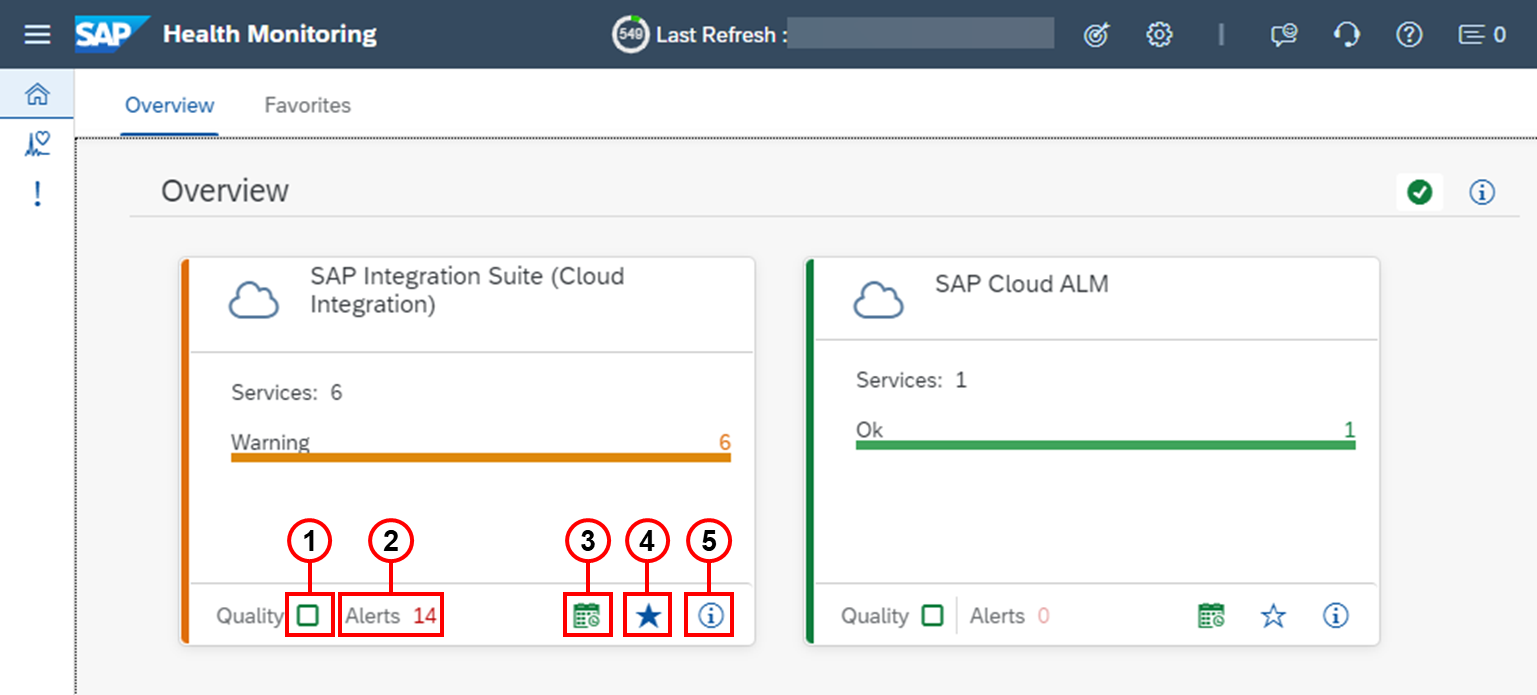 SAP Health Monitoring 549 Last Refresh : 0
Overview Favorites
Overview
SAP Integration Suite (Cloud
Integration)
Services: 6
Warning 6
1 2 3 4 5
Quality Alerts 14
SAP Cloud ALM
Services: 1
Ok 1
Quality Alerts 0